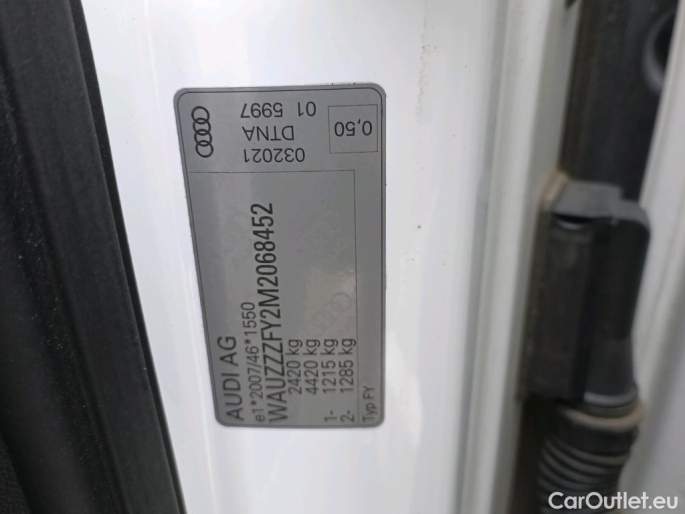 AUDI AG
e1*2007/46*1550
WAUZZZFY2M2068452
2420 kg
4420 kg
1- 1215 kg
2- 1285 kg
Typ FY
032021
DTNA
01 5997
0,50
CarOutlet.eu